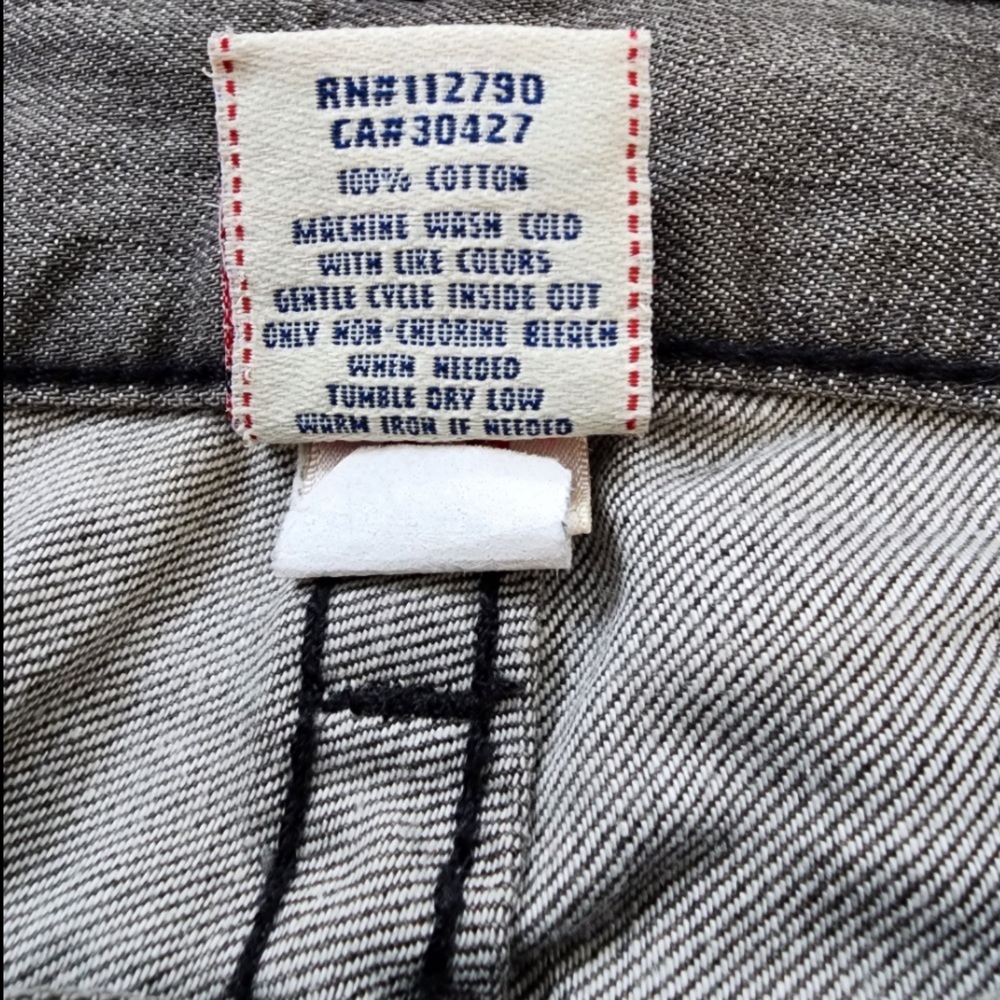 RN#112790
CA#30427
100% COTTON
MACHINE WASH COLD
WITH LIKE COLORS
GENTLE CYCLE INSIDE OUT
ONLY NON-CHLORINE BLEACH
WHEN NEEDED
TUMBLE DRY LOW
WARM IRON IF NEEDED